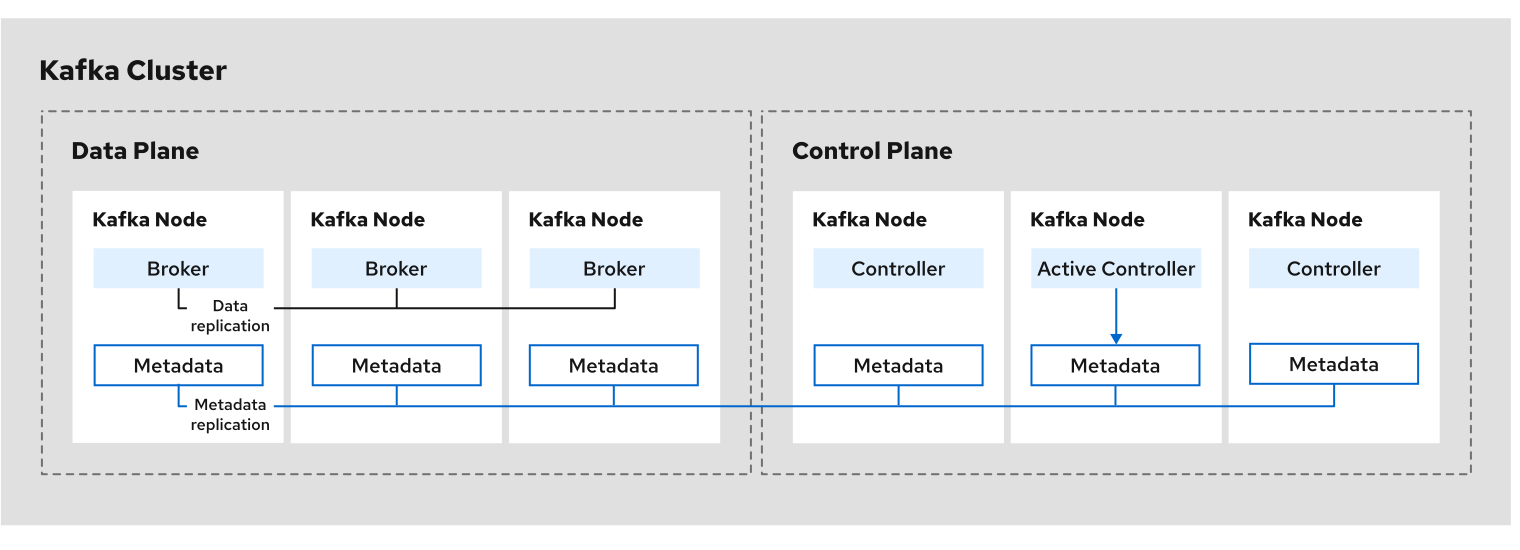 Kafka Cluster
Data Plane
Kafka Node
Broker
Kafka Node
Broker
Kafka Node
Broker
Data
replication
Metadata
Metadata
Metadata
Metadata
replication
Control Plane
Kafka Node
Controller
Kafka Node
Active Controller
Kafka Node
Controller
Metadata
Metadata
Metadata